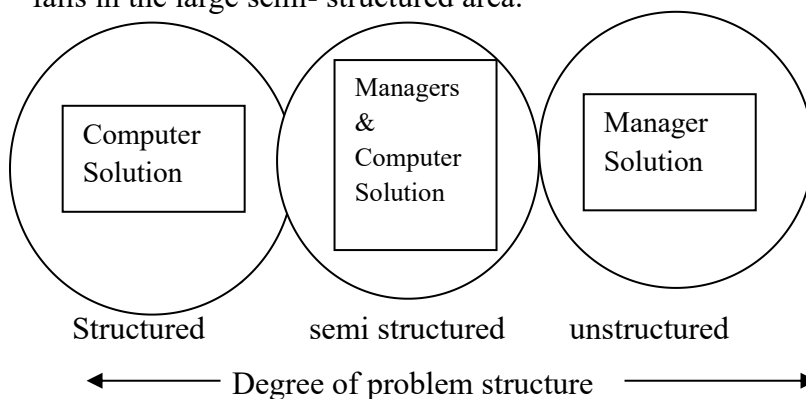 falls in the large semi- structured area.
Computer
Solution
Managers
&
Computer
Solution
Manager
Solution
Structured
semi structured
unstructured
Degree of problem structure